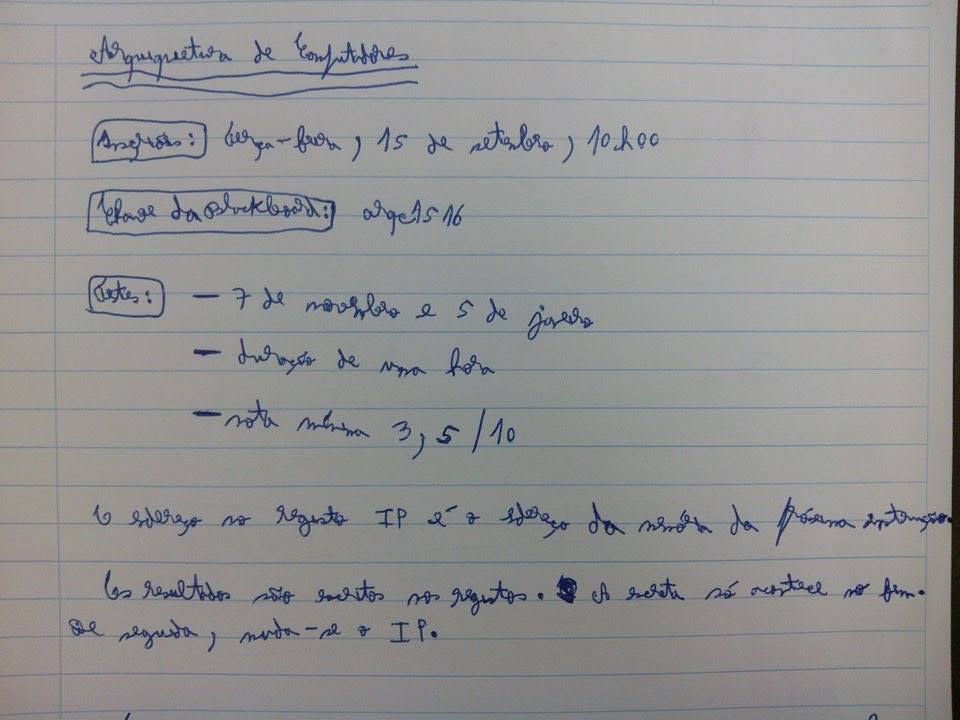 Arquiquetura de Computadores
Inscrições: terça-feira, 15 de setembro, 10h00
Chave da Blackboard: arqc1516
Testes: — 7 de novembro e 5 de janeiro
— duração de uma hora
— nota mínima 3,5/10
O endereço no registo IP é o endereço da memória da próxima instrução.
Os resultados são escritos nos registos. A escrita só acontece no fim.
De seguida, muda-se o IP.